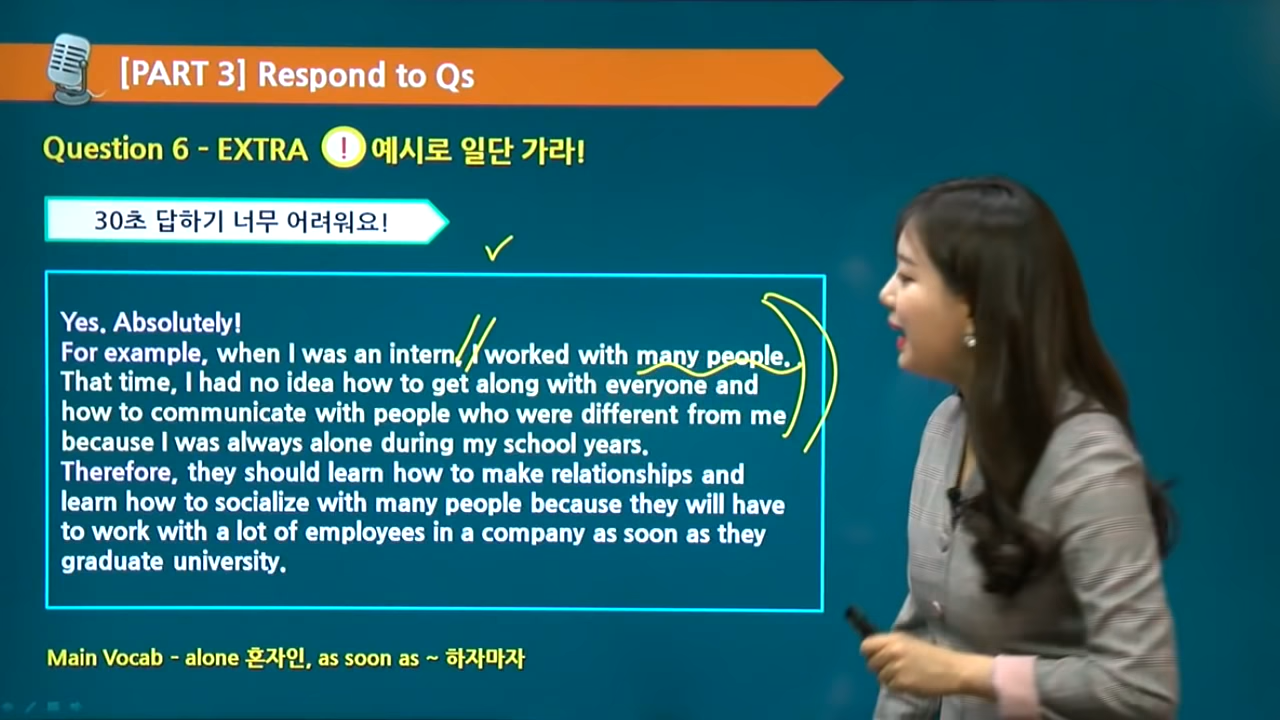 [PART 3] Respond to Qs
Question 6 - EXTRA ! 예시로 일단 가라!
30초 답하기 너무 어려워요!
Yes. Absolutely!
For example, when I was an intern, I worked with many people.
That time, I had no idea how to get along with everyone and
how to communicate with people who were different from me
because I was always alone during my school years.
Therefore, they should learn how to make relationships and
learn how to socialize with many people because they will have
to work with a lot of employees in a company as soon as they
graduate university.
Main Vocab - alone 혼자인, as soon as ~ 하자마자